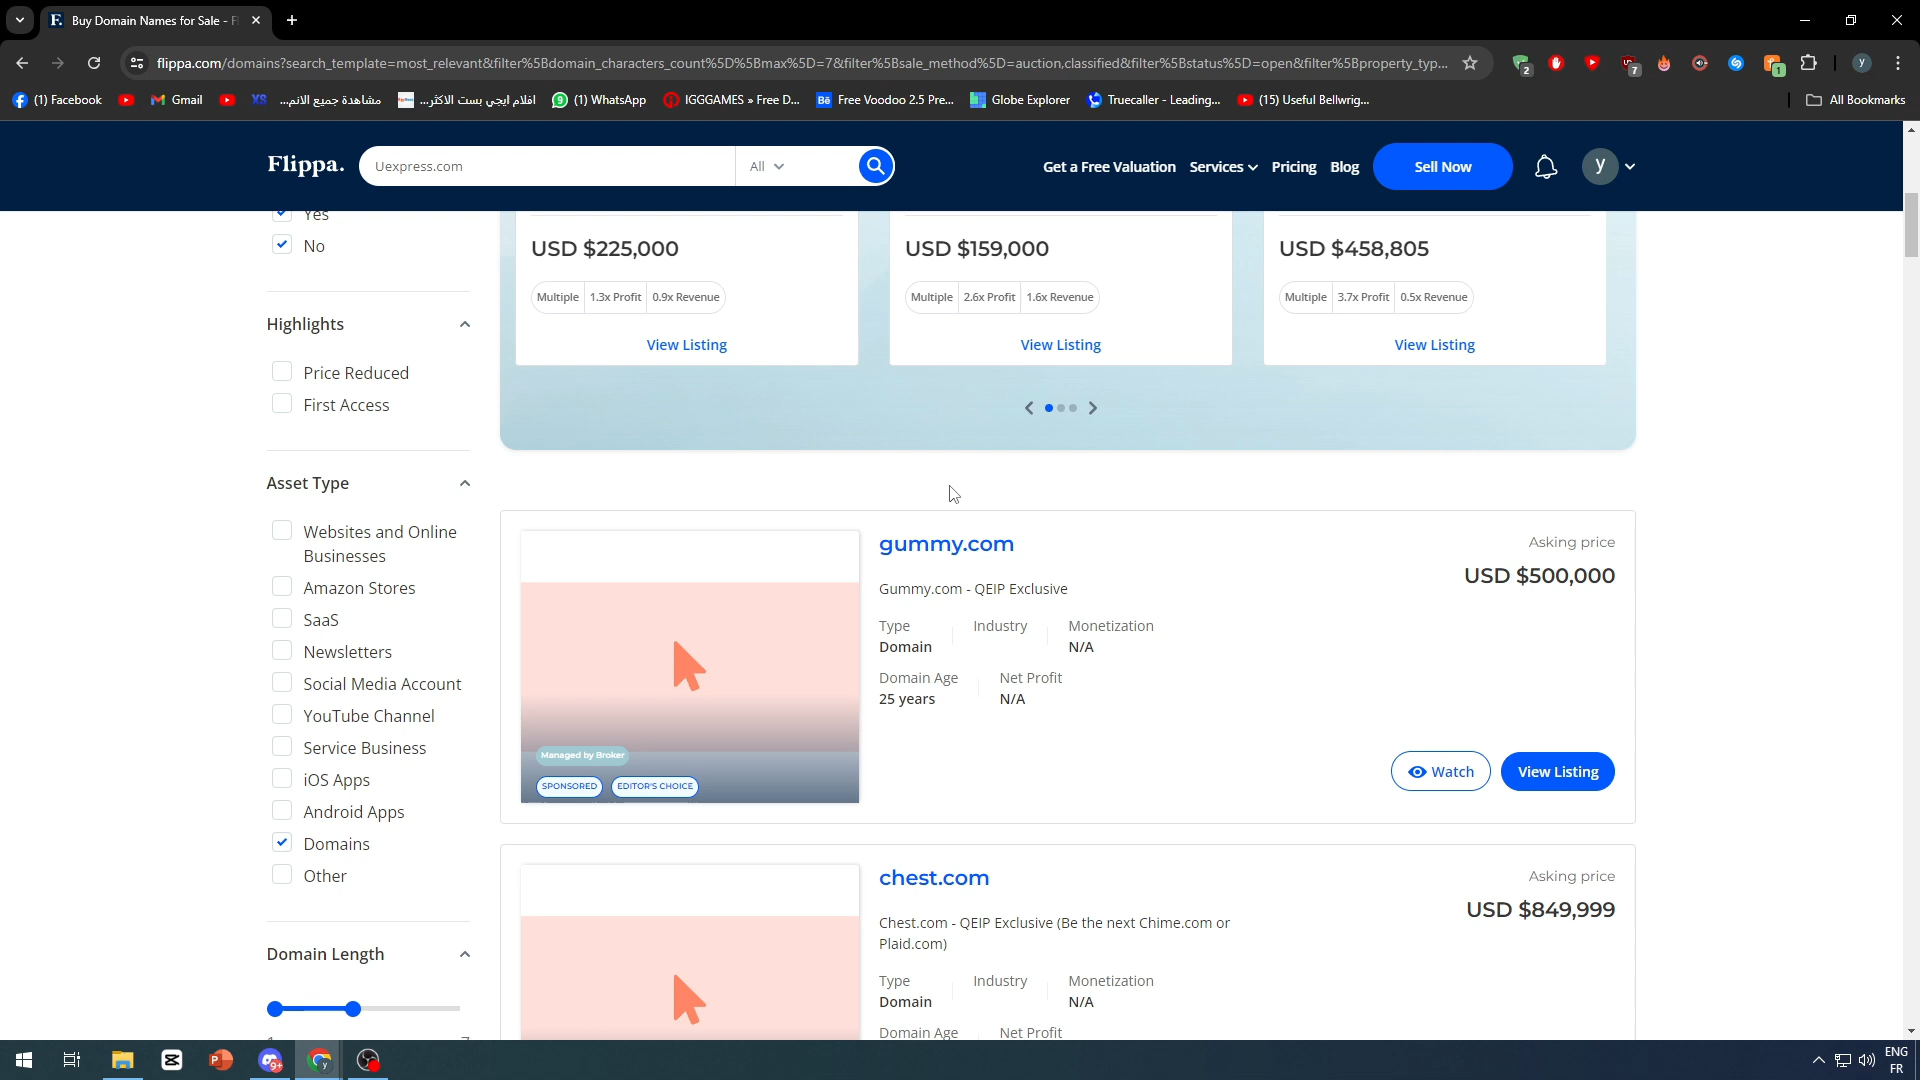 F. Buy Domain Names for Sale - F
flippa.com/domains?search_template=most_relevant&filter%5Bdomain_characters_count%5D%5Bmax%5D=7&filter%5Bsale_method%5D=auction,classified&filter%5Bstatus%5D=open&filter%5Bproperty_typ...
2
7
1
y
(1) Facebook
Gmail
XS
مشاهدة جميع الانم...
افلام ايجي بست الاكثر...
9 (1) WhatsApp
IGGGAMES » Free D...
Bē Free Voodoo 2.5 Pre...
Globe Explorer
Truecaller - Leading...
(15) Useful Bellwrig...
All Bookmarks
Flippa.
Uexpress.com
All
Get a Free Valuation
Services
Pricing
Blog
Sell Now
y
Yes
No
Highlights
Price Reduced
First Access
Asset Type
Websites and Online
Businesses
Amazon Stores
SaaS
Newsletters
Social Media Account
YouTube Channel
Service Business
iOS Apps
Android Apps
Domains
Other
Domain Length
USD $225,000
Multiple 1.3x Profit 0.9x Revenue
View Listing
USD $159,000
Multiple 2.6x Profit 1.6x Revenue
View Listing
USD $458,805
Multiple 3.7x Profit 0.5x Revenue
View Listing
gummy.com
Asking price
USD $500,000
Gummy.com - QEIP Exclusive
Type Industry Monetization
Domain N/A
Domain Age Net Profit
25 years N/A
Managed by Broker
SPONSORED EDITOR'S CHOICE
Watch
View Listing
chest.com
Asking price
USD $849,999
Chest.com - QEIP Exclusive (Be the next Chime.com or
Plaid.com)
Type Industry Monetization
Domain N/A
Domain Age Net Profit
P
9+
y
ENG
FR